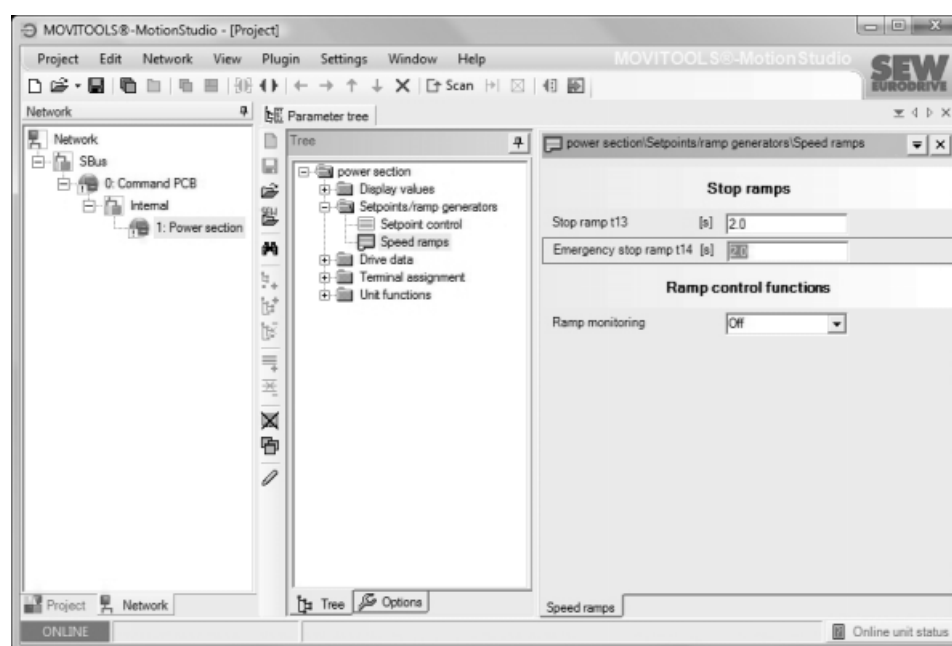 MOVITOOLS®-MotionStudio - [Project]
Project Edit Network View Plugin Settings Window Help
MOVITOOLS®-MotionStudio
SEW
EURODRIVE
Scan
Network
Parameter tree
Network
SBus
0: Command PCB
Internal
1: Power section
Tree
power section
Display values
Setpoints/ramp generators
Setpoint control
Speed ramps
Drive data
Terminal assignment
Unit functions
power section\Setpoints/ramp generators\Speed ramps
Stop ramps
Stop ramp t13 [s] 2.0
Emergency stop ramp t14 [s] 2.0
Ramp control functions
Ramp monitoring Off
Project Network
Tree Options
Speed ramps
ONLINE
Online unit status